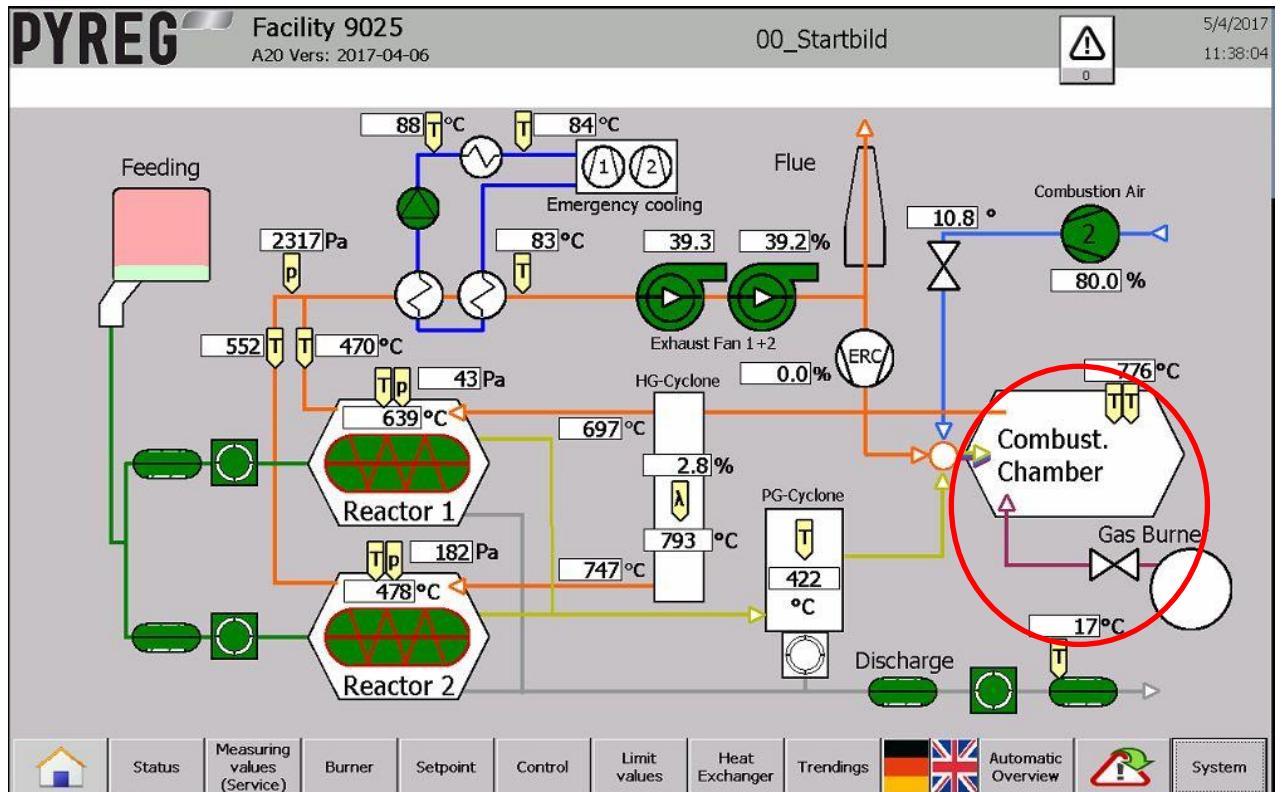 PYREG
Facility 9025
A20 Vers: 2017-04-06
00_Startbild
0
5/4/2017
11:38:04
88 T °C
T 84 °C
Feeding
1 2
Emergency cooling
Flue
Combustion Air
10.8 °
2
80.0 %
2317 Pa
p
83 °C
T
39.3
39.2 %
Exhaust Fan 1+2
552 T
T 470 °C
ERC
0.0 %
T p 43 Pa
639 °C
Reactor 1
HG-Cyclone
697 °C
2.8 %
λ
793 °C
747 °C
776 °C
T T
Combust.
Chamber
PG-Cyclone
T
422
°C
Gas Burner
T p 182 Pa
478 °C
Reactor 2
17 °C
T
Discharge
Status
Measuring
values
(Service)
Burner
Setpoint
Control
Limit
values
Heat
Exchanger
Trendings
Automatic
Overview
System